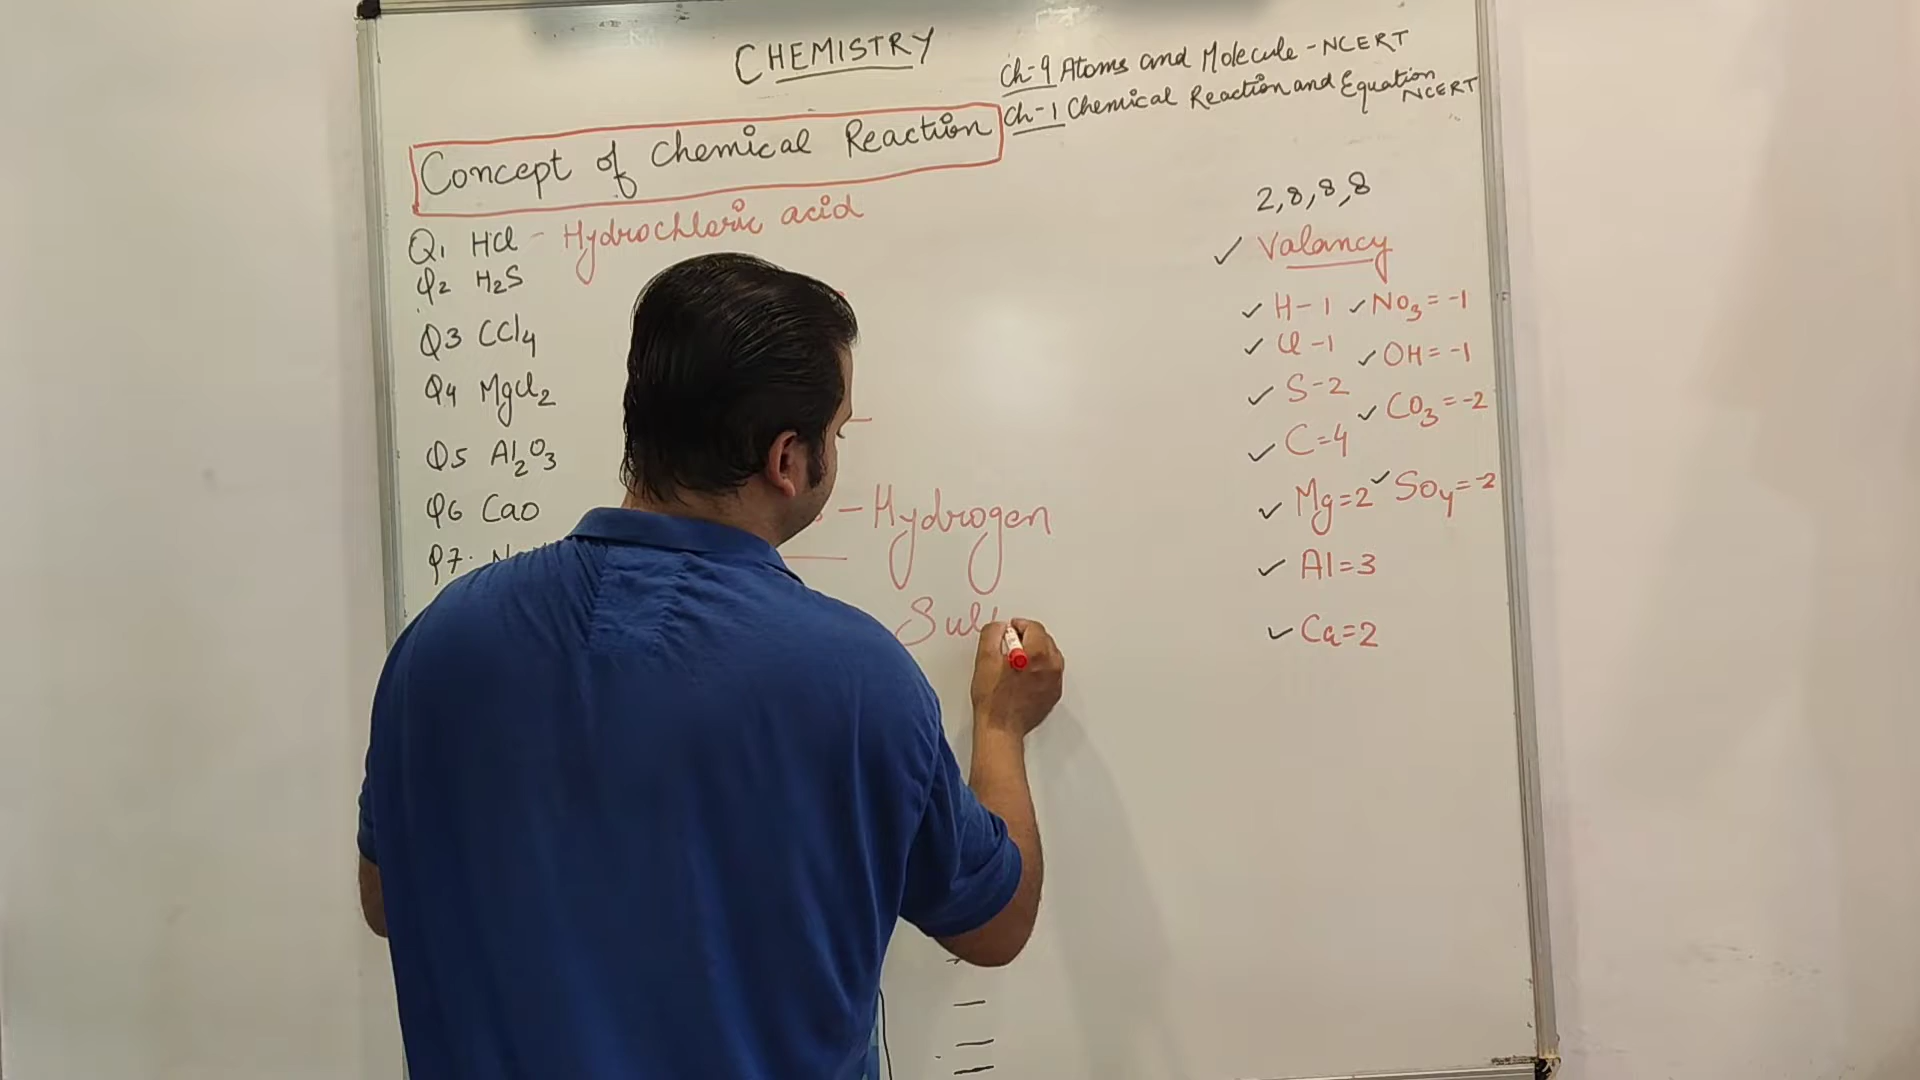 CHEMISTRY
Ch-9 Atoms and Molecule - NCERT
Ch-1 Chemical Reaction and Equation
NCERT
Concept of Chemical Reaction
2,8,8,8
Q1 HCl - Hydrochloric acid
✓ Valancy
Q2 H2S
✓ H-1 ✓ NO3=-1
Q3 CCl4
✓ Cl-1 ✓ OH=-1
Q4 MgCl2
✓ S-2 ✓ CO3=-2
Q5 Al2O3
✓ C=4
Q6 CaO
- Hydrogen
✓ Mg=2 ✓ SO4=-2
Q7.
✓ Al=3
Sul
✓ Ca=2